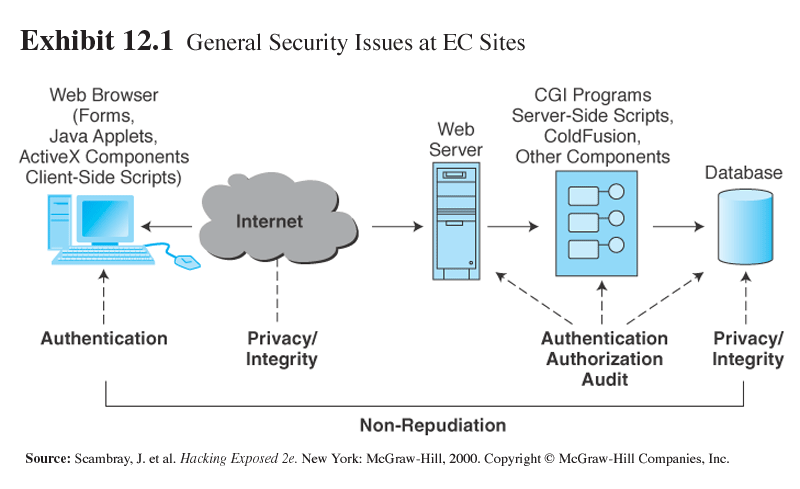 Exhibit 12.1 General Security Issues at EC Sites
Web Browser
(Forms,
Java Applets,
ActiveX Components
Client-Side Scripts)
Internet
Web
Server
CGI Programs
Server-Side Scripts,
ColdFusion,
Other Components
Database
Authentication
Privacy/
Integrity
Authentication
Authorization
Audit
Privacy/
Integrity
Non-Repudiation
Source: Scambray, J. et al. Hacking Exposed 2e. New York: McGraw-Hill, 2000. Copyright © McGraw-Hill Companies, Inc.